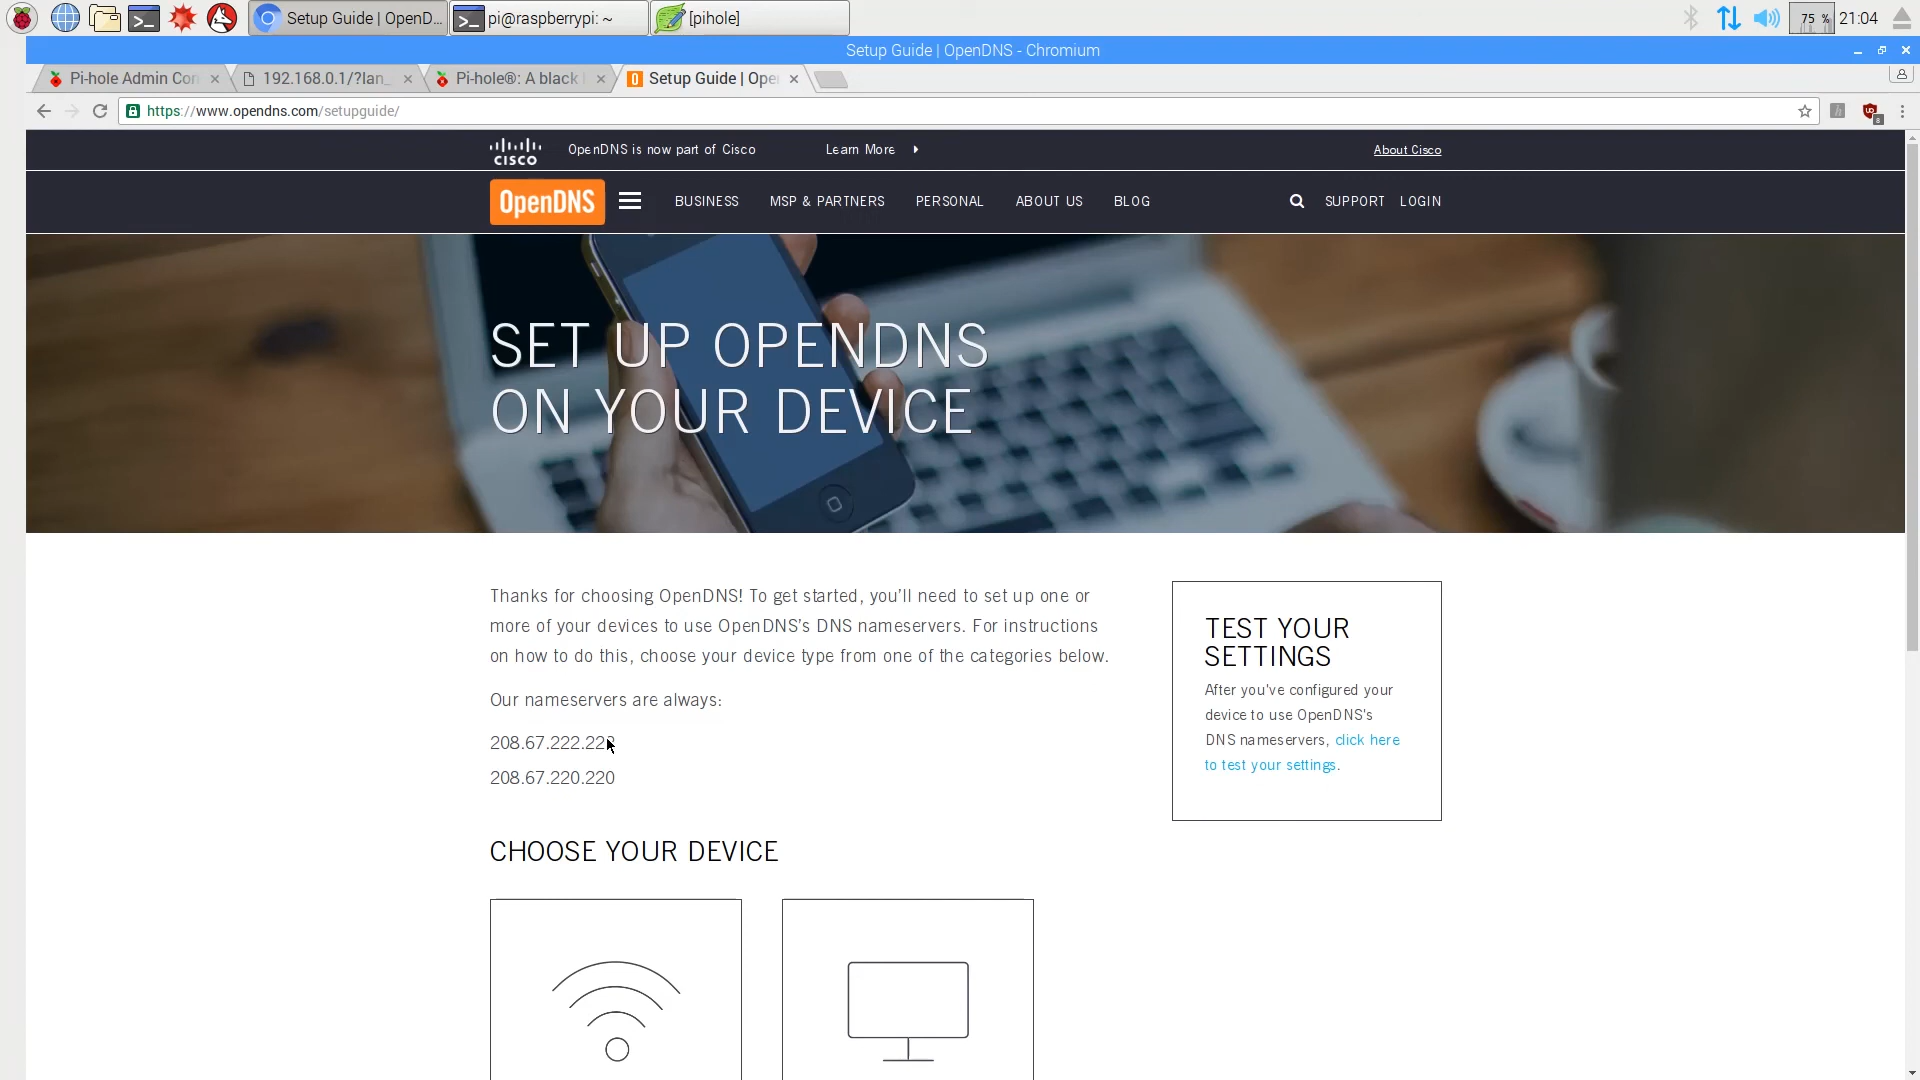 Setup Guide | OpenD...
pi@raspberrypi: ~
[pihole]
75 %
21:04
Setup Guide | OpenDNS - Chromium
Pi-hole Admin Con
192.168.0.1/?lan_
Pi-hole®: A black
Setup Guide | Ope
https://www.opendns.com/setupguide/
CISCO
OpenDNS is now part of Cisco
Learn More
About Cisco
OpenDNS
BUSINESS
MSP & PARTNERS
PERSONAL
ABOUT US
BLOG
SUPPORT
LOGIN
SET UP OPENDNS
ON YOUR DEVICE
Thanks for choosing OpenDNS! To get started, you’ll need to set up one or
more of your devices to use OpenDNS’s DNS nameservers. For instructions
on how to do this, choose your device type from one of the categories below.
Our nameservers are always:
208.67.222.222
208.67.220.220
TEST YOUR
SETTINGS
After you've configured your
device to use OpenDNS's
DNS nameservers, click here
to test your settings.
CHOOSE YOUR DEVICE